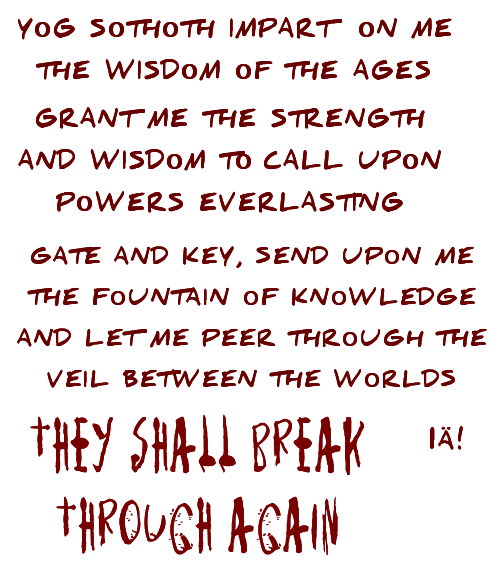 YOG SOTHOTH IMPART ON ME
THE WISDOM OF THE AGES
GRANT ME THE STRENGTH
AND WISDOM TO CALL UPON
POWERS EVERLASTING
GATE AND KEY, SEND UPON ME
THE FOUNTAIN OF KNOWLEDGE
AND LET ME PEER THROUGH THE
VEIL BETWEEN THE WORLDS
THEY SHALL BREAK
IÄ!
THROUGH AGAIN